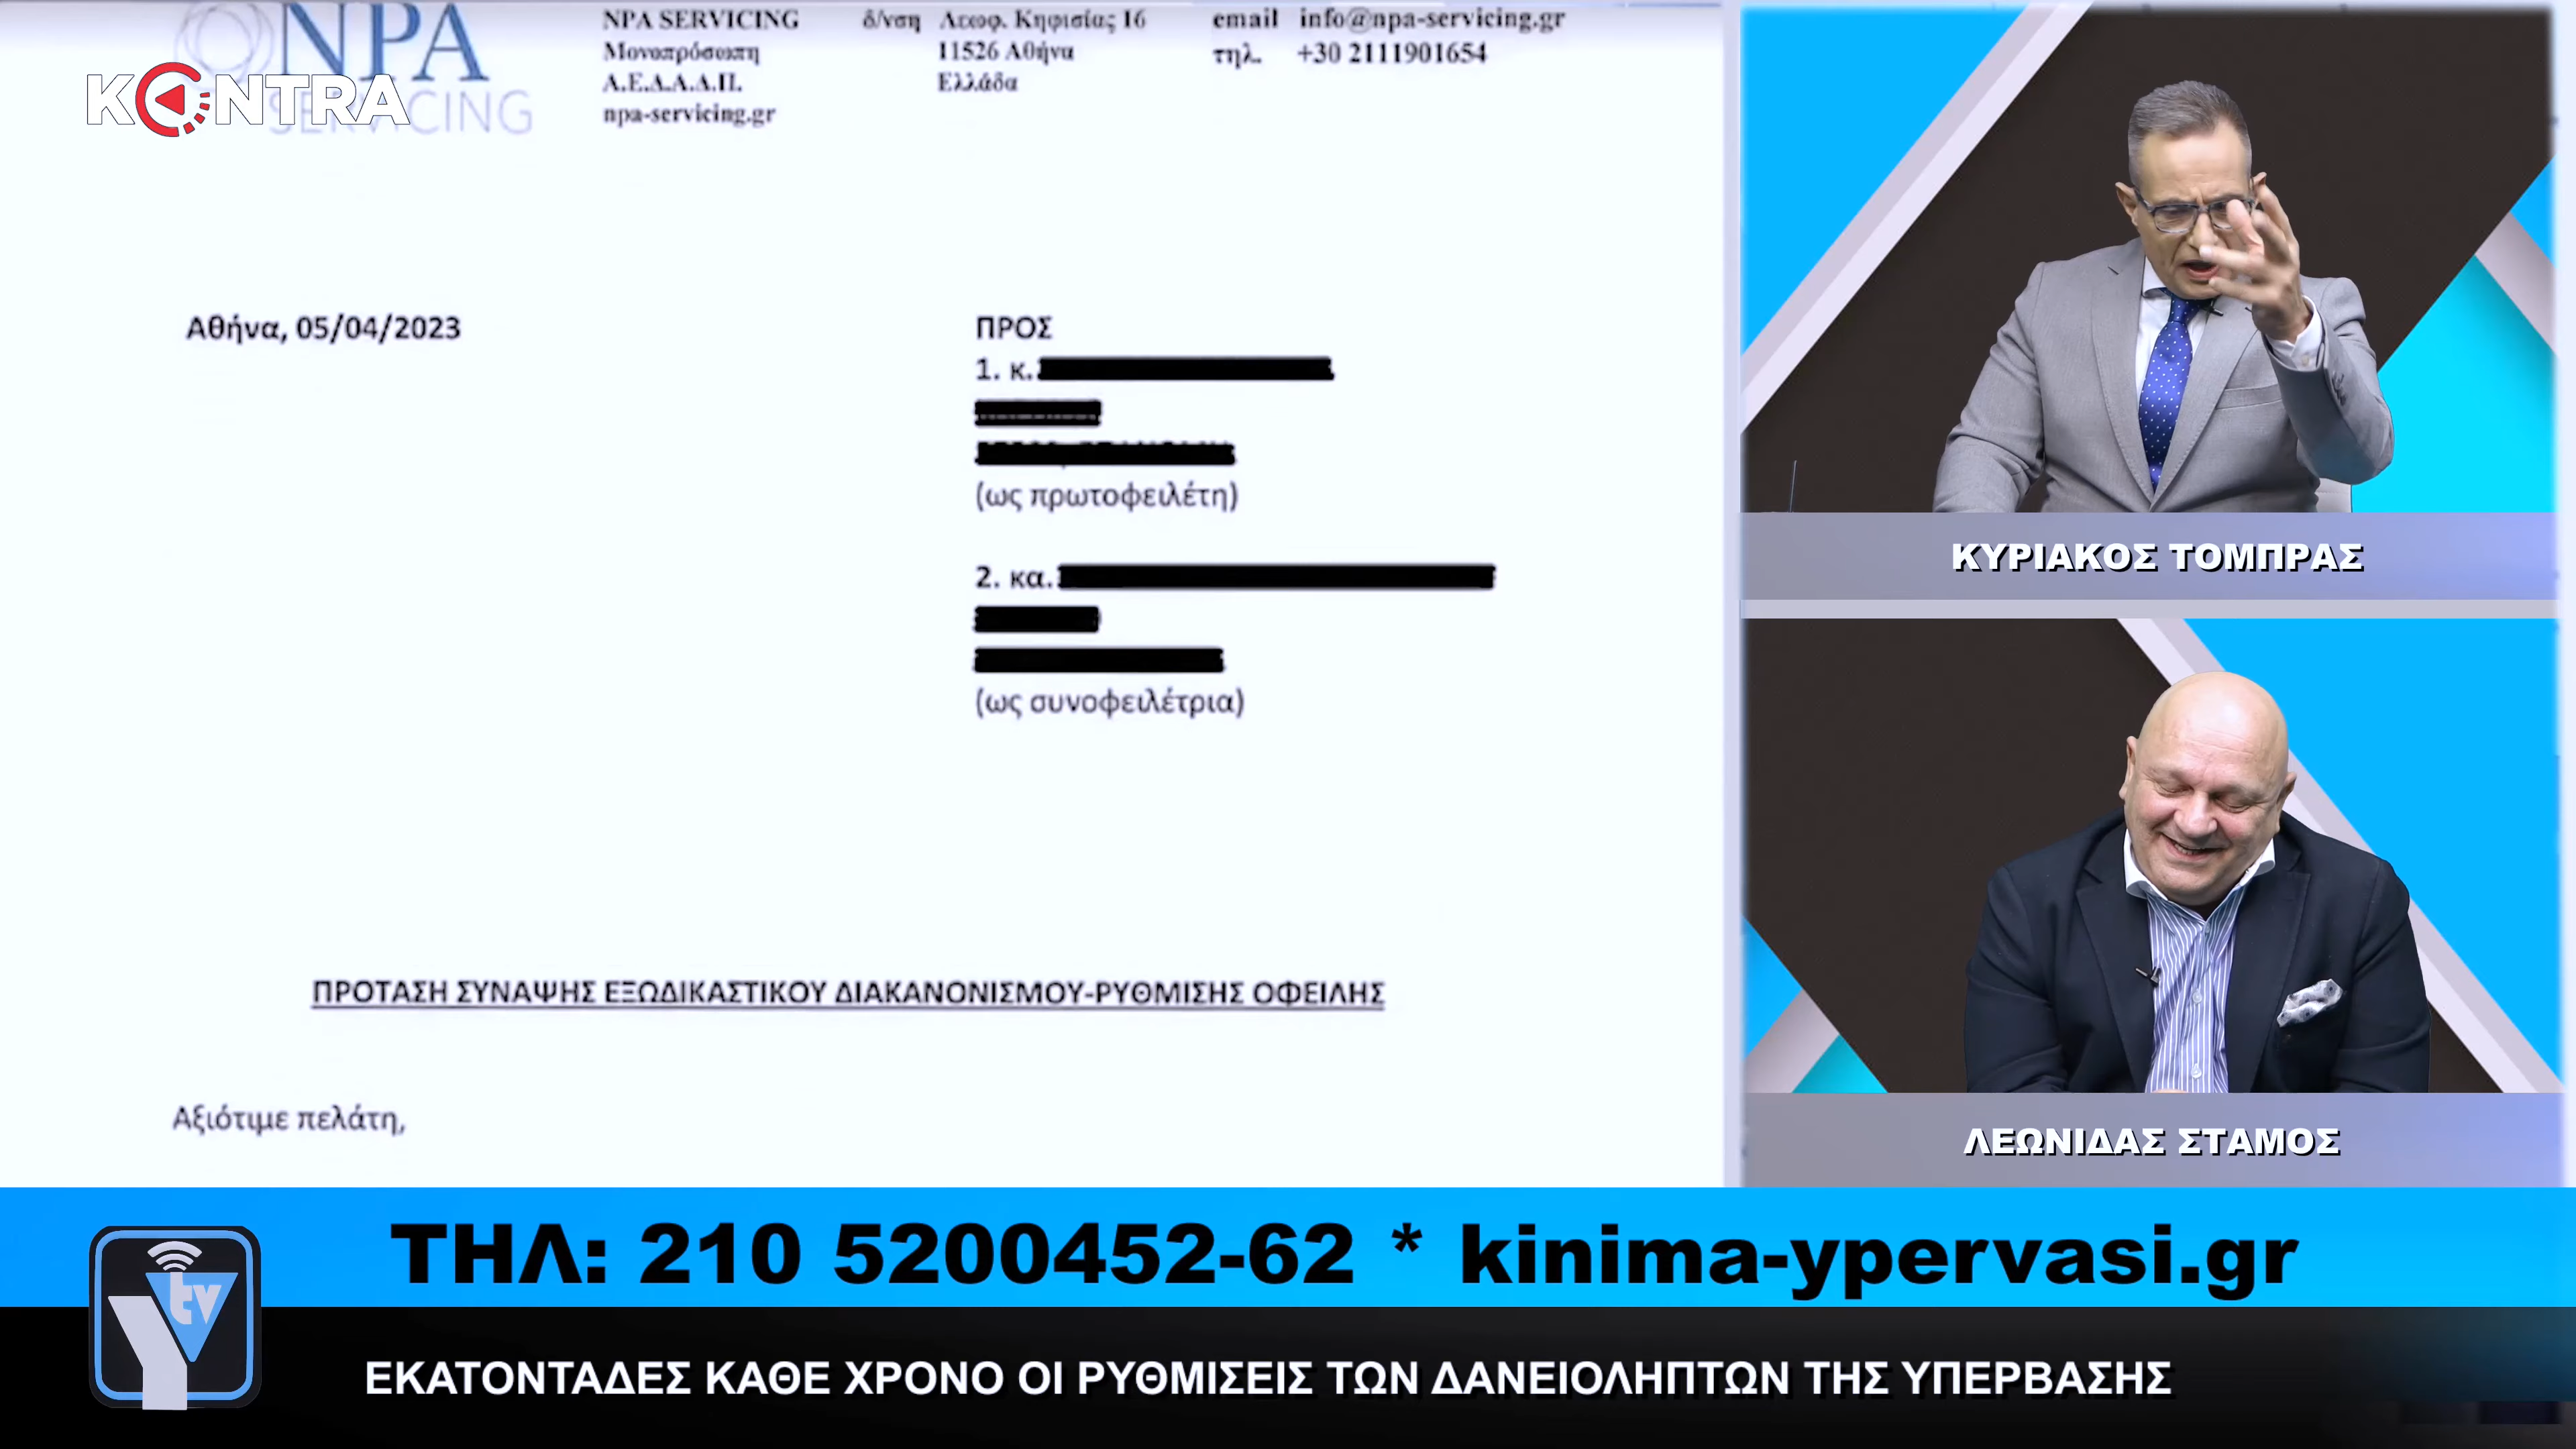 NPA
SERVICING
KONTRA
NPA SERVICING
Μονοπρόσωπη
Α.Ε.Δ.Α.Δ.Π.
npa-servicing.gr
δ/νση Λεωφ. Κηφισίας 16
11526 Αθήνα
Ελλάδα
email info@npa-servicing.gr
τηλ. +30 2111901654
Αθήνα, 05/04/2023
ΠΡΟΣ
1. κ.
(ως πρωτοφειλέτη)
2. κα.
(ως συνοφειλέτρια)
ΠΡΟΤΑΣΗ ΣΥΝΑΨΗΣ ΕΞΩΔΙΚΑΣΤΙΚΟΥ ΔΙΑΚΑΝΟΝΙΣΜΟΥ-ΡΥΘΜΙΣΗΣ ΟΦΕΙΛΗΣ
Αξιότιμε πελάτη,
ΚΥΡΙΑΚΟΣ ΤΟΜΠΡΑΣ
ΛΕΩΝΙΔΑΣ ΣΤΑΜΟΣ
ΤΗΛ: 210 5200452-62 * kinima-ypervasi.gr
Y tv
ΕΚΑΤΟΝΤΑΔΕΣ ΚΑΘΕ ΧΡΟΝΟ ΟΙ ΡΥΘΜΙΣΕΙΣ ΤΩΝ ΔΑΝΕΙΟΛΗΠΤΩΝ ΤΗΣ ΥΠΕΡΒΑΣΗΣ